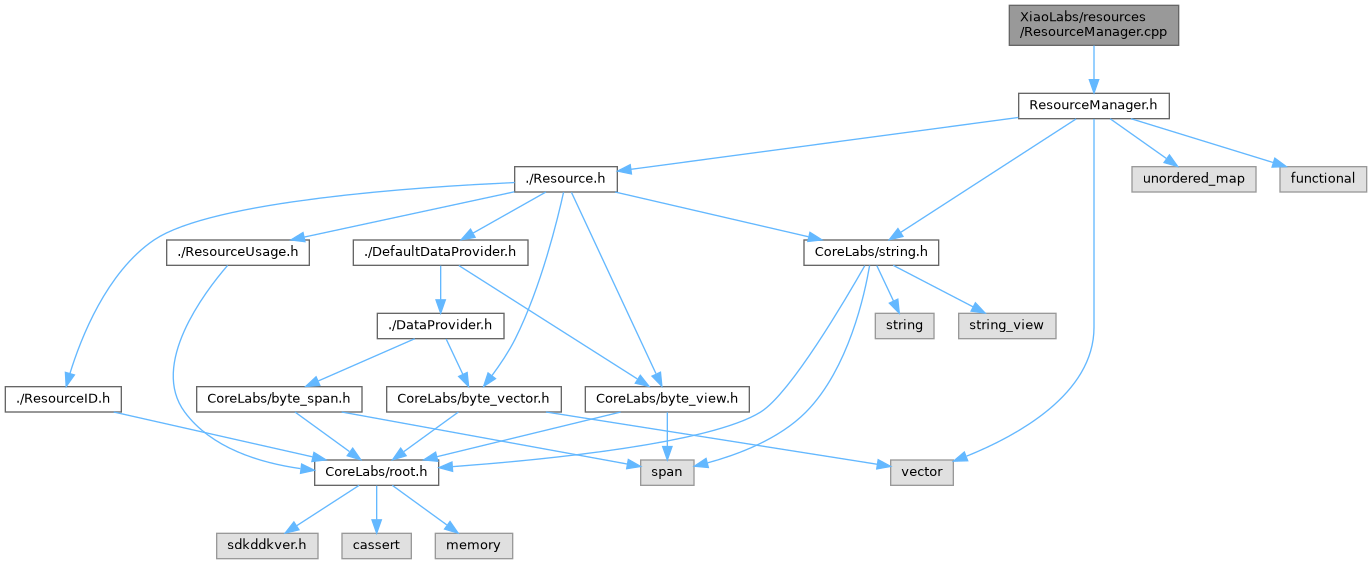 XiaoLabs/resources
/ResourceManager.cpp
ResourceManager.h
./Resource.h
unordered_map
functional
./ResourceUsage.h
./DefaultDataProvider.h
CoreLabs/string.h
./DataProvider.h
string
string_view
./ResourceID.h
CoreLabs/byte_span.h
CoreLabs/byte_vector.h
CoreLabs/byte_view.h
CoreLabs/root.h
span
vector
sdkddkver.h
cassert
memory